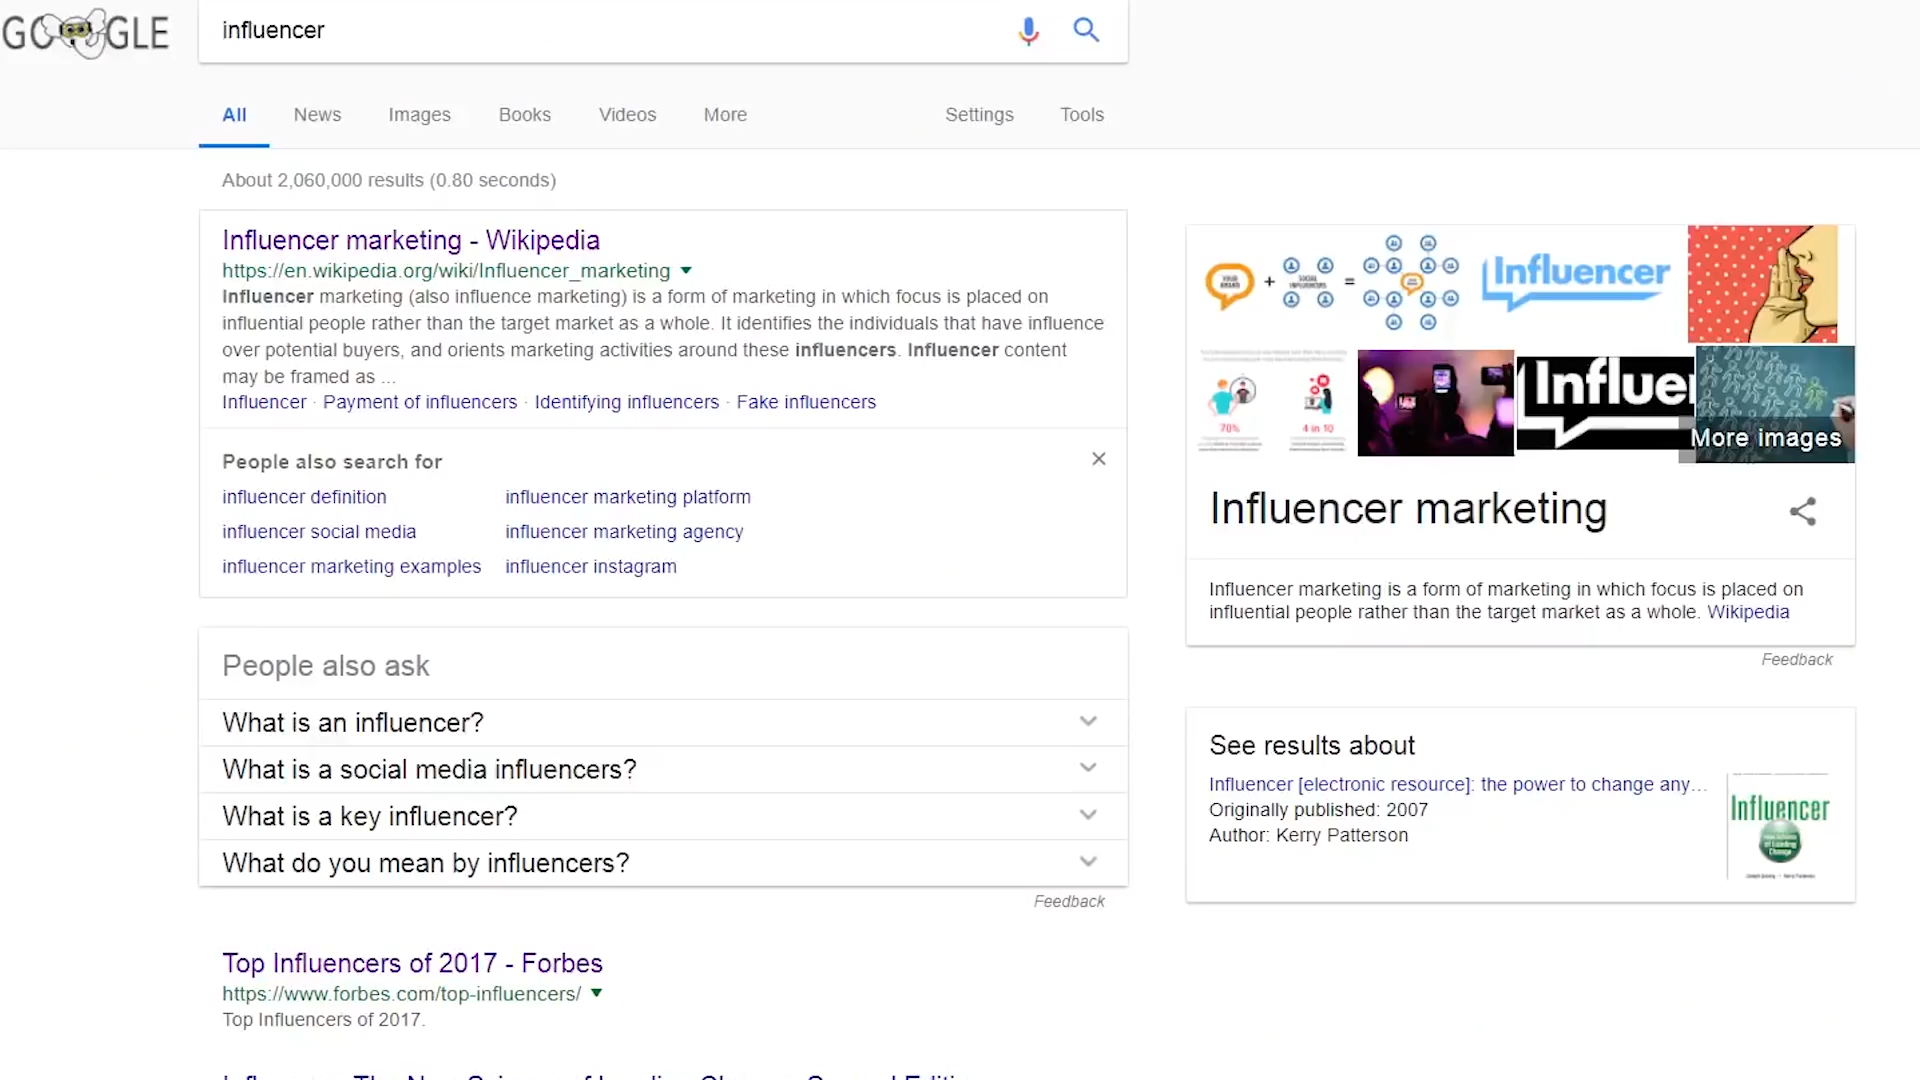 GOOGLE
influencer
All
News
Images
Books
Videos
More
Settings
Tools
About 2,060,000 results (0.80 seconds)
Influencer marketing - Wikipedia
https://en.wikipedia.org/wiki/Influencer_marketing
Influencer marketing (also influence marketing) is a form of marketing in which focus is placed on
influential people rather than the target market as a whole. It identifies the individuals that have influence
over potential buyers, and orients marketing activities around these influencers. Influencer content
may be framed as ...
Influencer · Payment of influencers · Identifying influencers · Fake influencers
People also search for
influencer definition
influencer marketing platform
influencer social media
influencer marketing agency
influencer marketing examples
influencer instagram
People also ask
What is an influencer?
What is a social media influencers?
What is a key influencer?
What do you mean by influencers?
Feedback
Top Influencers of 2017 - Forbes
https://www.forbes.com/top-influencers/
Top Influencers of 2017.
YOUR
BRAND
+
SOCIAL
INFLUENCERS
=
Influencer
70%
4 in 10
Influe
More images
Influencer marketing
Influencer marketing is a form of marketing in which focus is placed on
influential people rather than the target market as a whole. Wikipedia
Feedback
See results about
Influencer [electronic resource]: the power to change any...
Originally published: 2007
Author: Kerry Patterson
Influencer